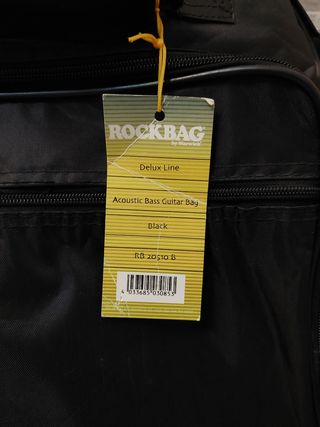 ROCKBAG
by Warwick
Delux Line
Acoustic Bass Guitar Bag
Black
RB 20510 B
4 033685 030853